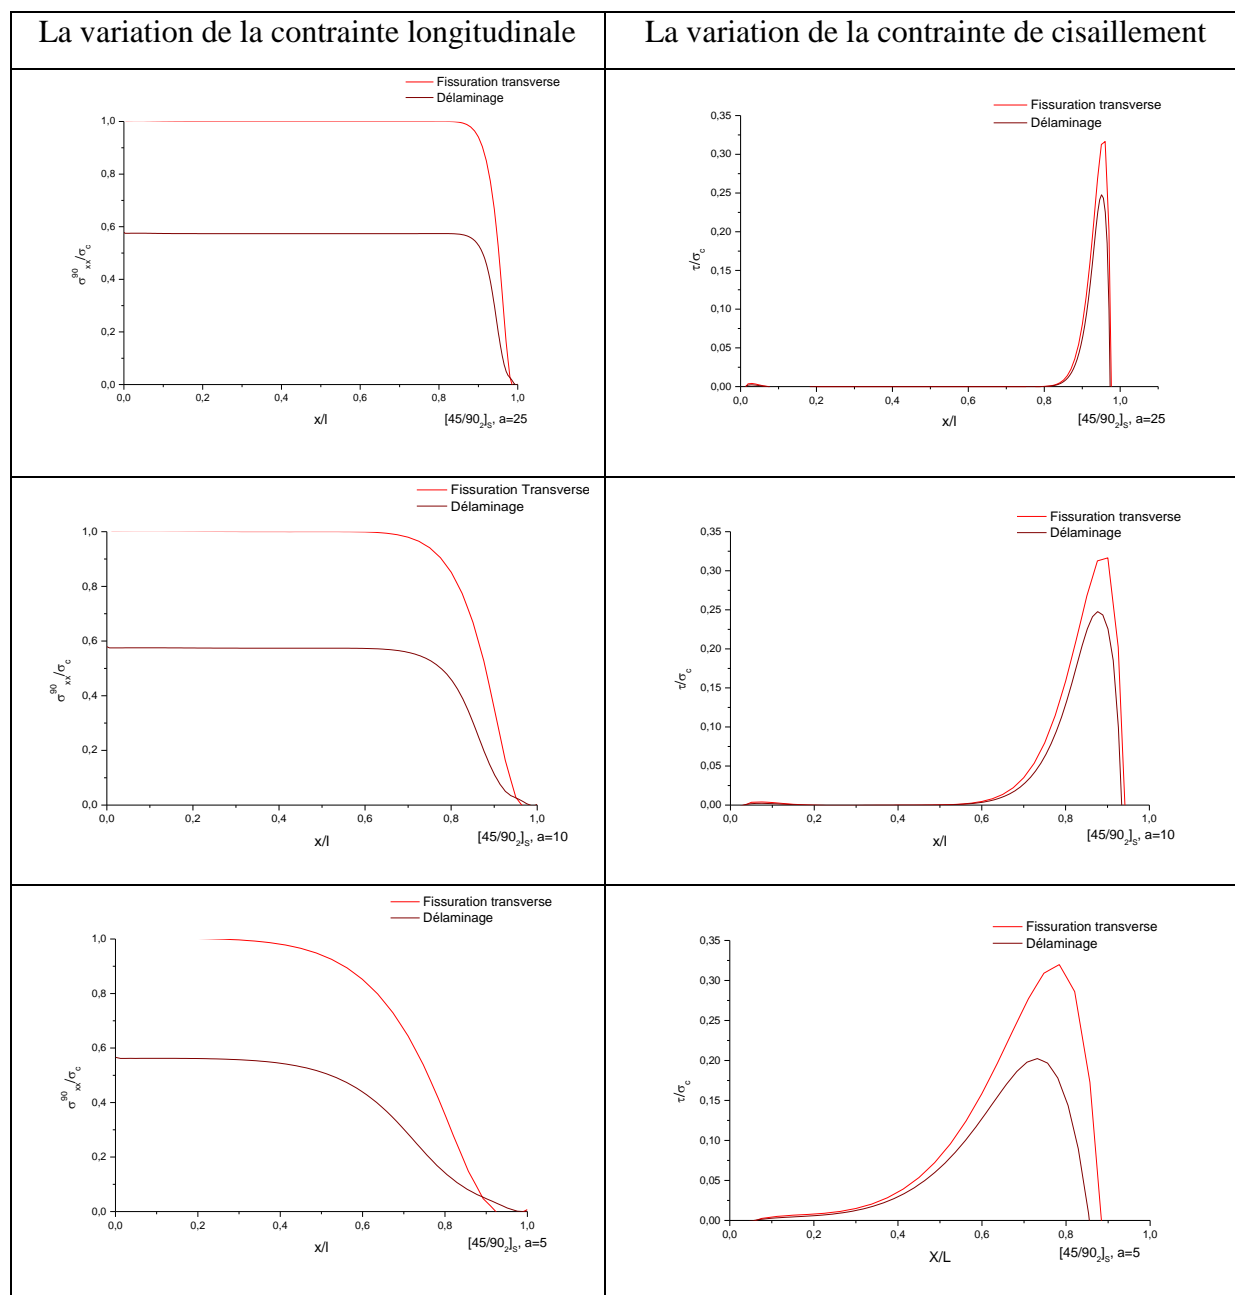 La variation de la contrainte longitudinale
La variation de la contrainte de cisaillement
Fissuration transverse
Délaminage
1,0
0,8
0,6
0,4
0,2
0,0
σ⁹⁰xx/σc
0,0 0,2 0,4 0,6 0,8 1,0
x/l
[45/90₂]S, a=25
Fissuration transverse
Délaminage
0,35
0,30
0,25
0,20
0,15
0,10
0,05
0,00
τ/σc
0,0 0,2 0,4 0,6 0,8 1,0
x/l
[45/90₂]S, a=25
Fissuration Transverse
Délaminage
1,0
0,8
0,6
0,4
0,2
0,0
σ⁹⁰xx/σc
0,0 0,2 0,4 0,6 0,8 1,0
x/l
[45/90₂]S, a=10
Fissuration transverse
Délaminage
0,35
0,30
0,25
0,20
0,15
0,10
0,05
0,00
τ/σc
0,0 0,2 0,4 0,6 0,8 1,0
x/l
[45/90₂]S, a=10
Fissuration transverse
Délaminage
1,0
0,8
0,6
0,4
0,2
0,0
σ⁹⁰xx/σc
0,0 0,2 0,4 0,6 0,8 1,0
x/l
[45/90₂]S, a=5
Fissuration transverse
Délaminage
0,35
0,30
0,25
0,20
0,15
0,10
0,05
0,00
τ/σc
0,0 0,2 0,4 0,6 0,8 1,0
X/L
[45/90₂]S, a=5